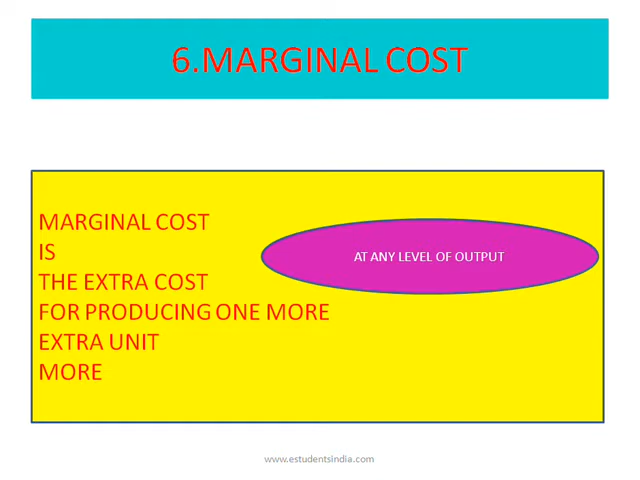 6.MARGINAL COST
MARGINAL COST
IS
THE EXTRA COST
FOR PRODUCING ONE MORE
EXTRA UNIT
MORE
AT ANY LEVEL OF OUTPUT
www.estudentsindia.com